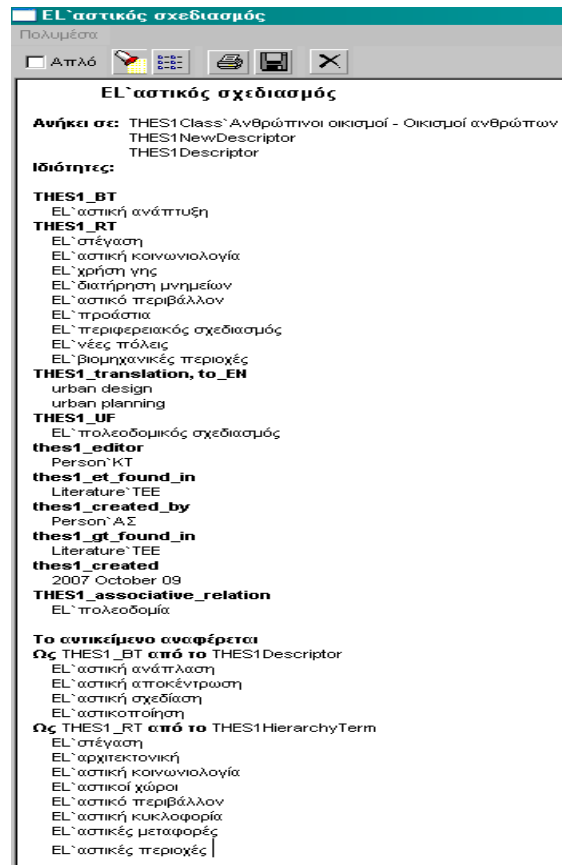 EL`αστικός σχεδιασμός
Πολυμέσα
Απλό
EL`αστικός σχεδιασμός
Ανήκει σε: THES1Class`Ανθρώπινοι οικισμοί - Οικισμοί ανθρώπων
THES1NewDescriptor
THES1Descriptor
Ιδιότητες:
THES1_BT
EL`αστική ανάπτυξη
THES1_RT
EL`στέγαση
EL`αστική κοινωνιολογία
EL`χρήση γης
EL`διατήρηση μνημείων
EL`αστικό περιβάλλον
EL`προάστια
EL`περιφερειακός σχεδιασμός
EL`νέες πόλεις
EL`βιομηχανικές περιοχές
THES1_translation, to_EN
urban design
urban planning
THES1_UF
EL`πολεοδομικός σχεδιασμός
thes1_editor
Person`ΚΤ
thes1_et_found_in
Literature`TEE
thes1_created_by
Person`ΑΣ
thes1_gt_found_in
Literature`TEE
thes1_created
2007 October 09
THES1_associative_relation
EL`πολεοδομία
Το αντικείμενο αναφέρεται
Ως THES1_BT από το THES1Descriptor
EL`αστική ανάπλαση
EL`αστική αποκέντρωση
EL`αστική σχεδίαση
EL`αστικοποίηση
Ως THES1_RT από το THES1HierarchyTerm
EL`στέγαση
EL`αρχιτεκτονική
EL`αστική κοινωνιολογία
EL`αστικοί χώροι
EL`αστικό περιβάλλον
EL`αστική κυκλοφορία
EL`αστικές μεταφορές
EL`αστικές περιοχές